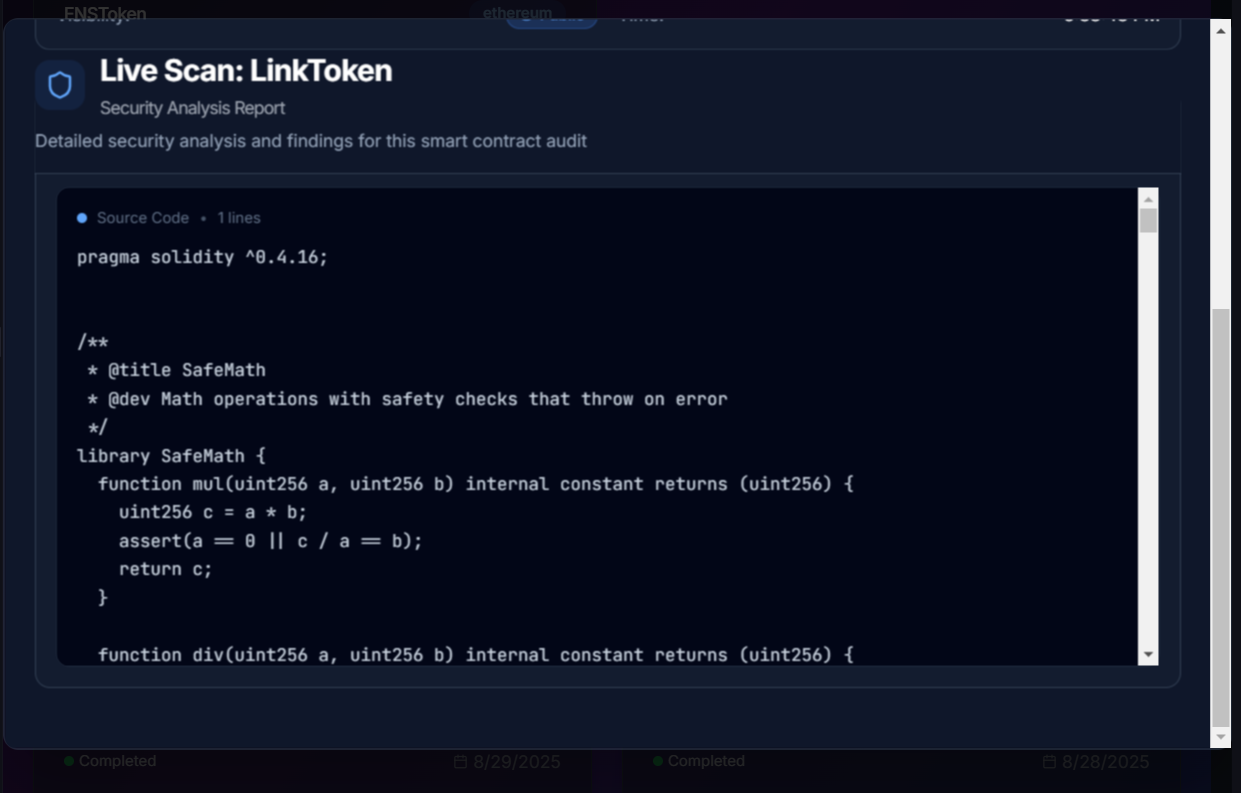 ENSToken ethereum
Live Scan: LinkToken
Security Analysis Report
Detailed security analysis and findings for this smart contract audit
Source Code • 1 lines
pragma solidity ^0.4.16;
/**
* @title SafeMath
* @dev Math operations with safety checks that throw on error
*/
library SafeMath {
function mul(uint256 a, uint256 b) internal constant returns (uint256) {
uint256 c = a * b;
assert(a == 0 || c / a == b);
return c;
}
function div(uint256 a, uint256 b) internal constant returns (uint256) {
Completed 8/29/2025 Completed 8/28/2025